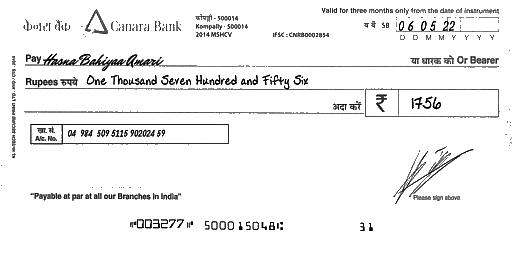 Valid for three months only from the date of instrument
केनरा बैंक Canara Bank
कोंपल्ली - 500014
Kompally - 500014
2014 MSHCV
IFSC : CNRB0002854
SB 06 05 22
D D M M Y Y Y Y
Pay Hasna Bahiyaa Amari
या धारक को Or Bearer
Rupees रुपये One Thousand Seven Hundred and Fifty Six
अदा करें ₹ 1756
खा. सं.
A/c. No.
04 984 509 5115 902024 59
Please sign above
"Payable at par at all our Branches in India"
⑈003277⑈ 500015048⑆ 31